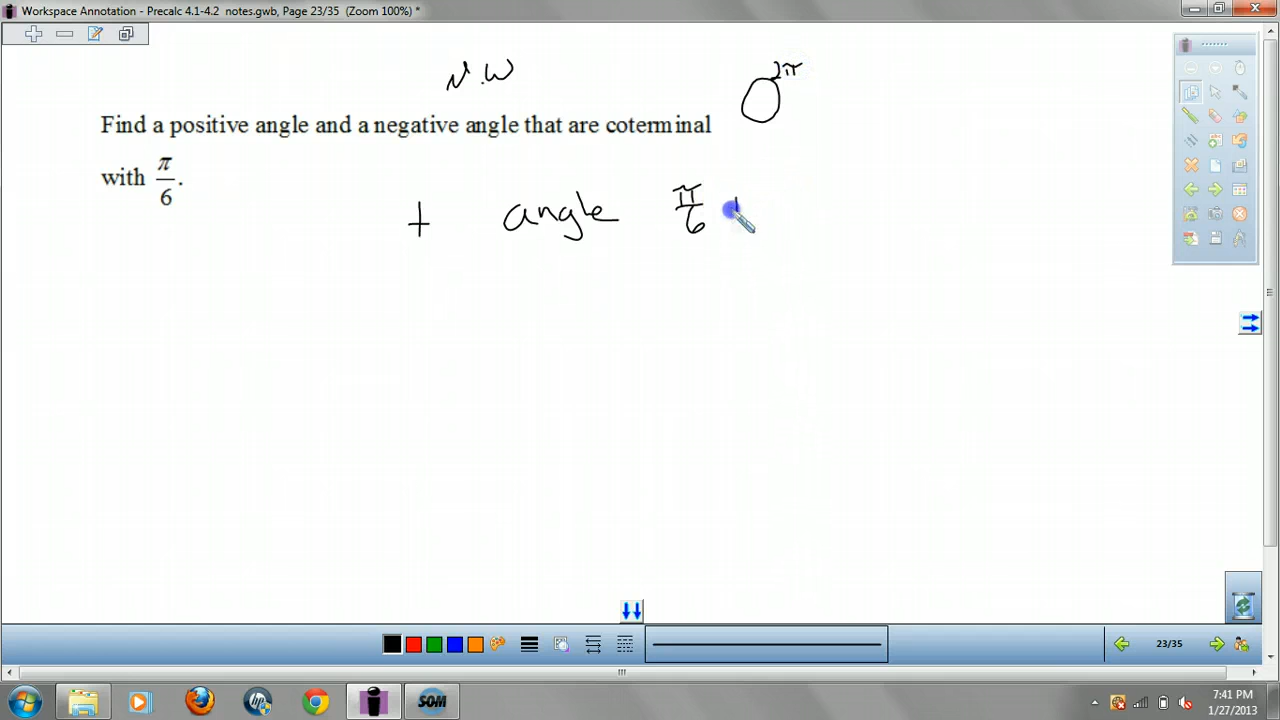 Workspace Annotation - Precalc 4.1-4.2 notes.gwb, Page 23/35 (Zoom 100%) *
N.W
2π
Find a positive angle and a negative angle that are coterminal
with π/6.
+ angle π/6 +
23/35
SOM
7:41 PM
1/27/2013